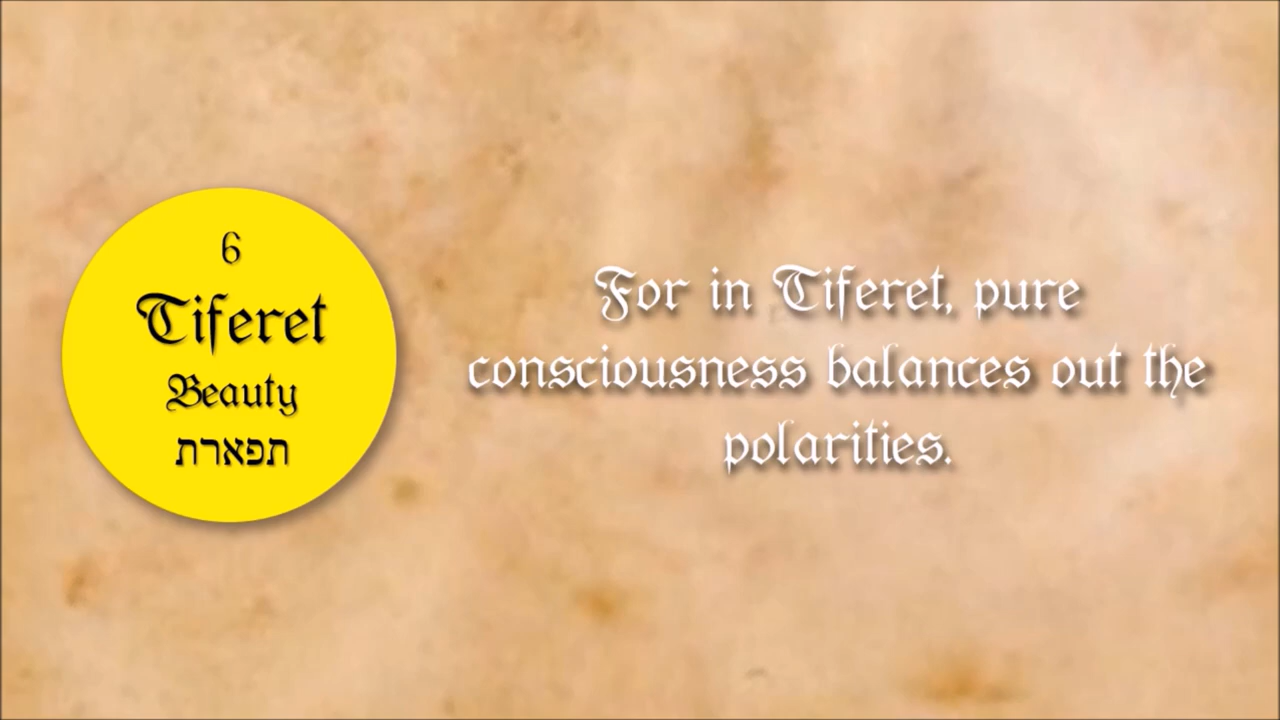 6
Tiferet
Beauty
תפארת
For in Tiferet, pure
consciousness balances out the
polarities.